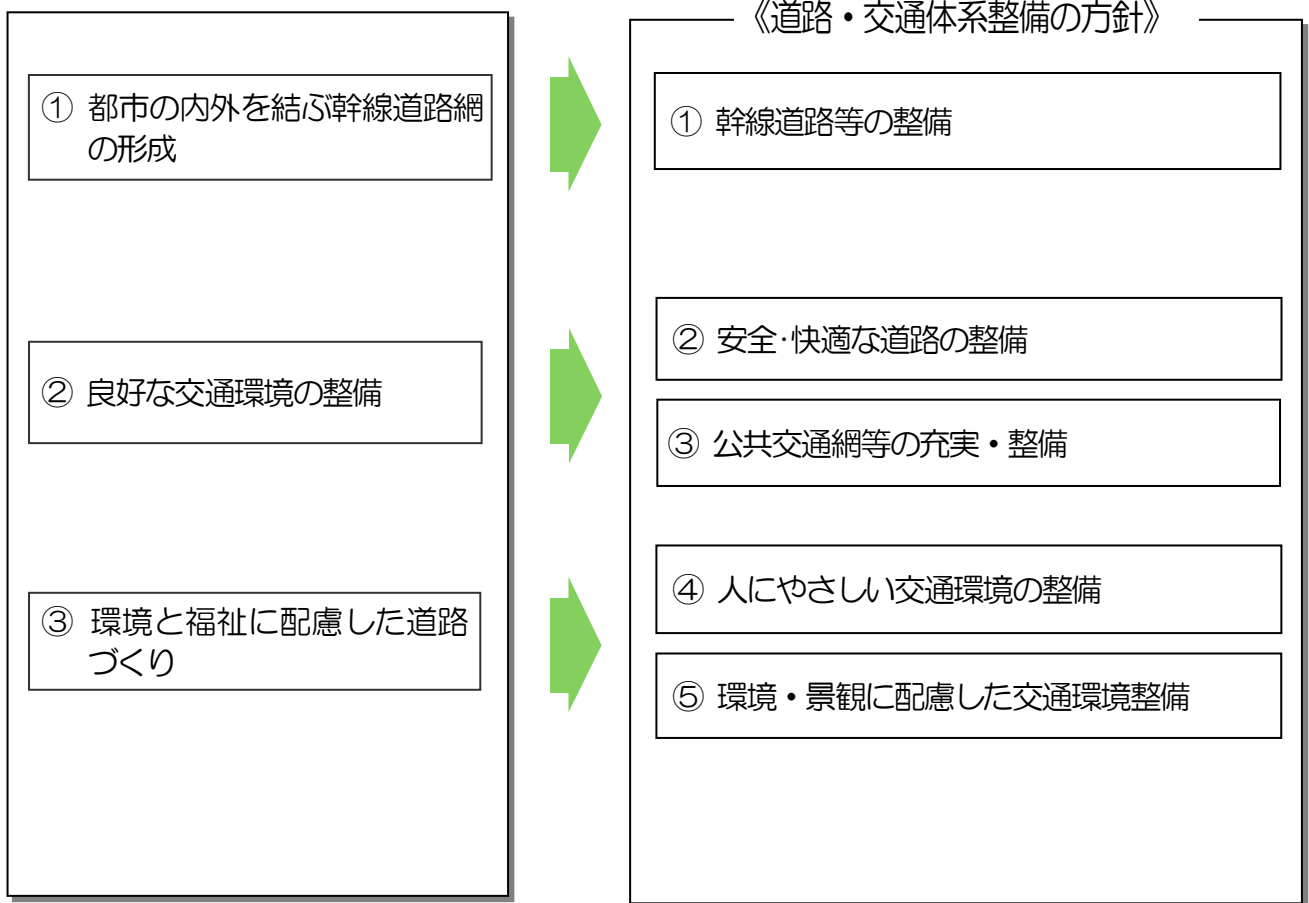 ① 都市の内外を結ぶ幹線道路網
の形成
② 良好な交通環境の整備
③ 環境と福祉に配慮した道路
づくり
《道路・交通体系整備の方針》
① 幹線道路等の整備
② 安全・快適な道路の整備
③ 公共交通網等の充実・整備
④ 人にやさしい交通環境の整備
⑤ 環境・景観に配慮した交通環境整備